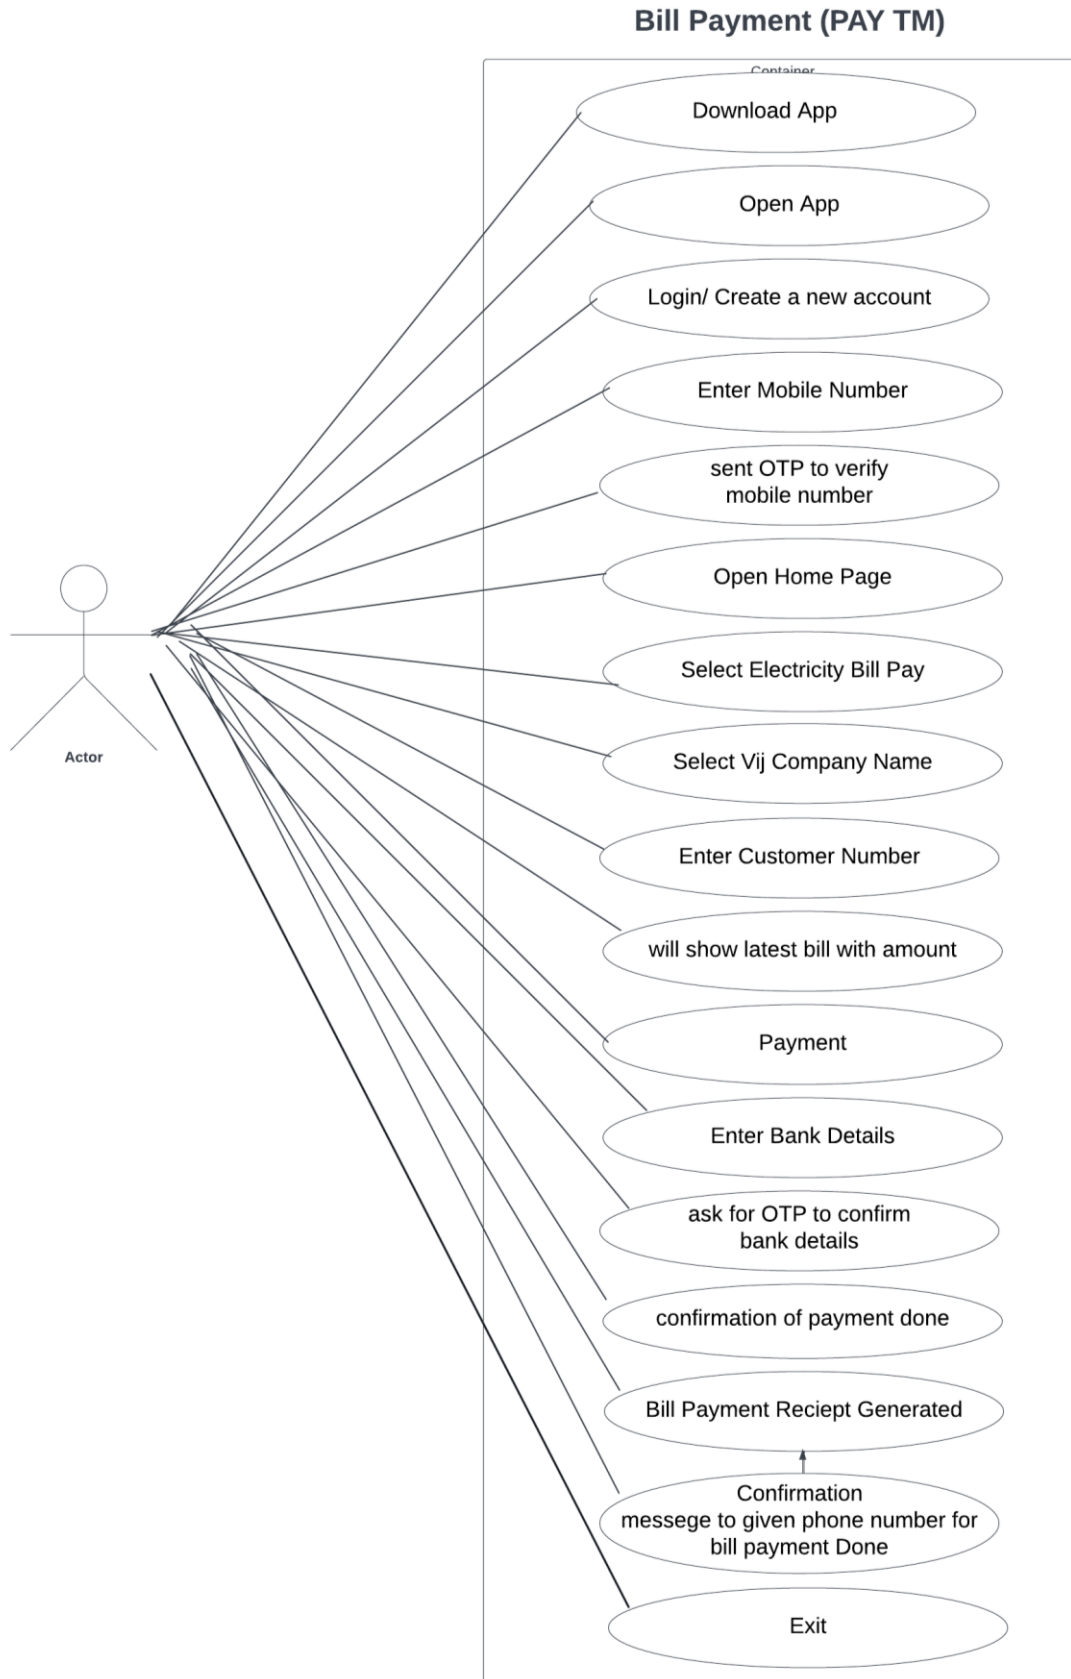 Bill Payment (PAY TM)
Container
Download App
Open App
Login/ Create a new account
Enter Mobile Number
sent OTP to verify
mobile number
Open Home Page
Select Electricity Bill Pay
Actor
Select Vij Company Name
Enter Customer Number
will show latest bill with amount
Payment
Enter Bank Details
ask for OTP to confirm
bank details
confirmation of payment done
Bill Payment Reciept Generated
Confirmation
messege to given phone number for
bill payment Done
Exit